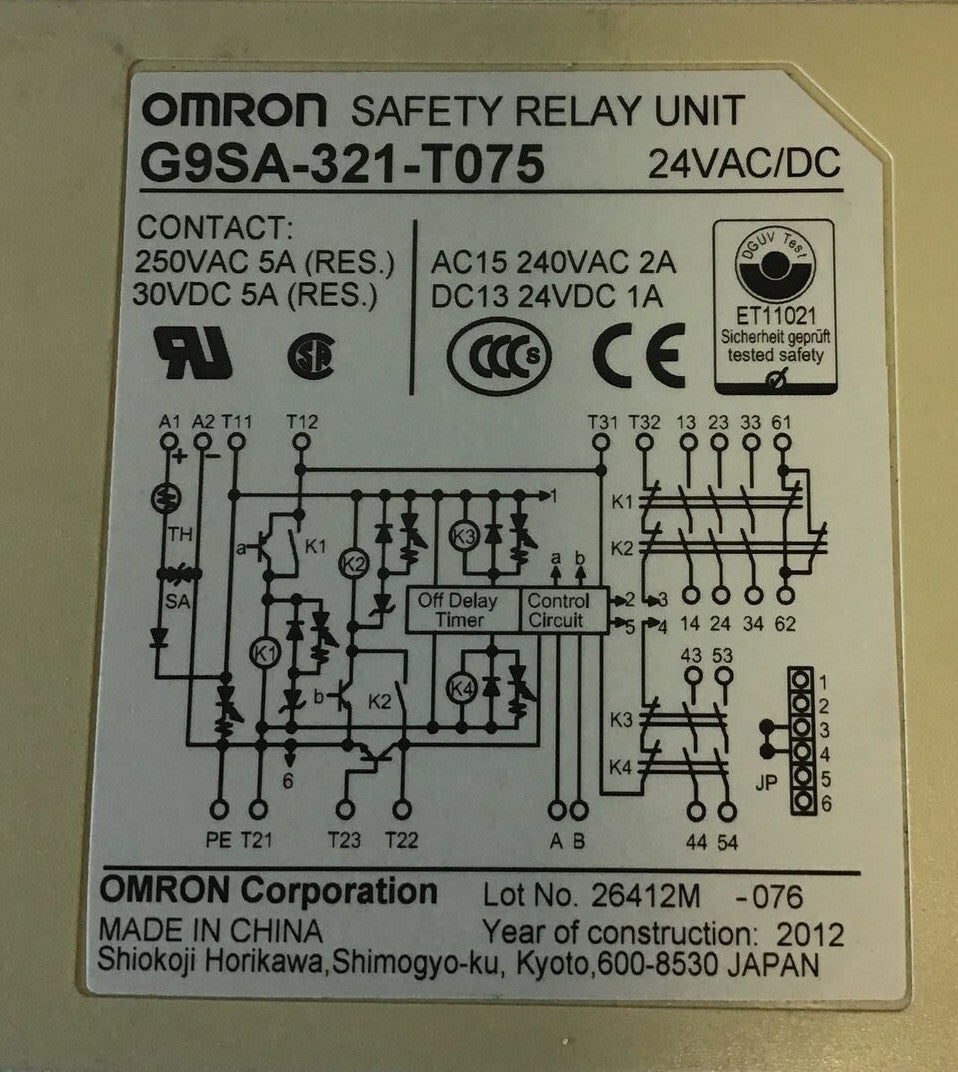 OMRON SAFETY RELAY UNIT
G9SA-321-T075 24VAC/DC
CONTACT:
250VAC 5A (RES.)
30VDC 5A (RES.)
AC15 240VAC 2A
DC13 24VDC 1A
DGUV Test
ET11021
Sicherheit geprüft
tested safety
RU
SA
CCC S
CE
A1 A2 T11 T12 T31 T32 13 23 33 61
+ −
1
TH
a
K1
K2
K3
K1
K2
a b
SA
Off Delay
Timer
Control
Circuit
2 3
5 4
14 24 34 62
K1
b
K2
K4
43 53
K3
K4
6
JP
1
2
3
4
5
6
PE T21 T23 T22 A B 44 54
OMRON Corporation Lot No. 26412M -076
MADE IN CHINA Year of construction: 2012
Shiokoji Horikawa,Shimogyo-ku, Kyoto,600-8530 JAPAN